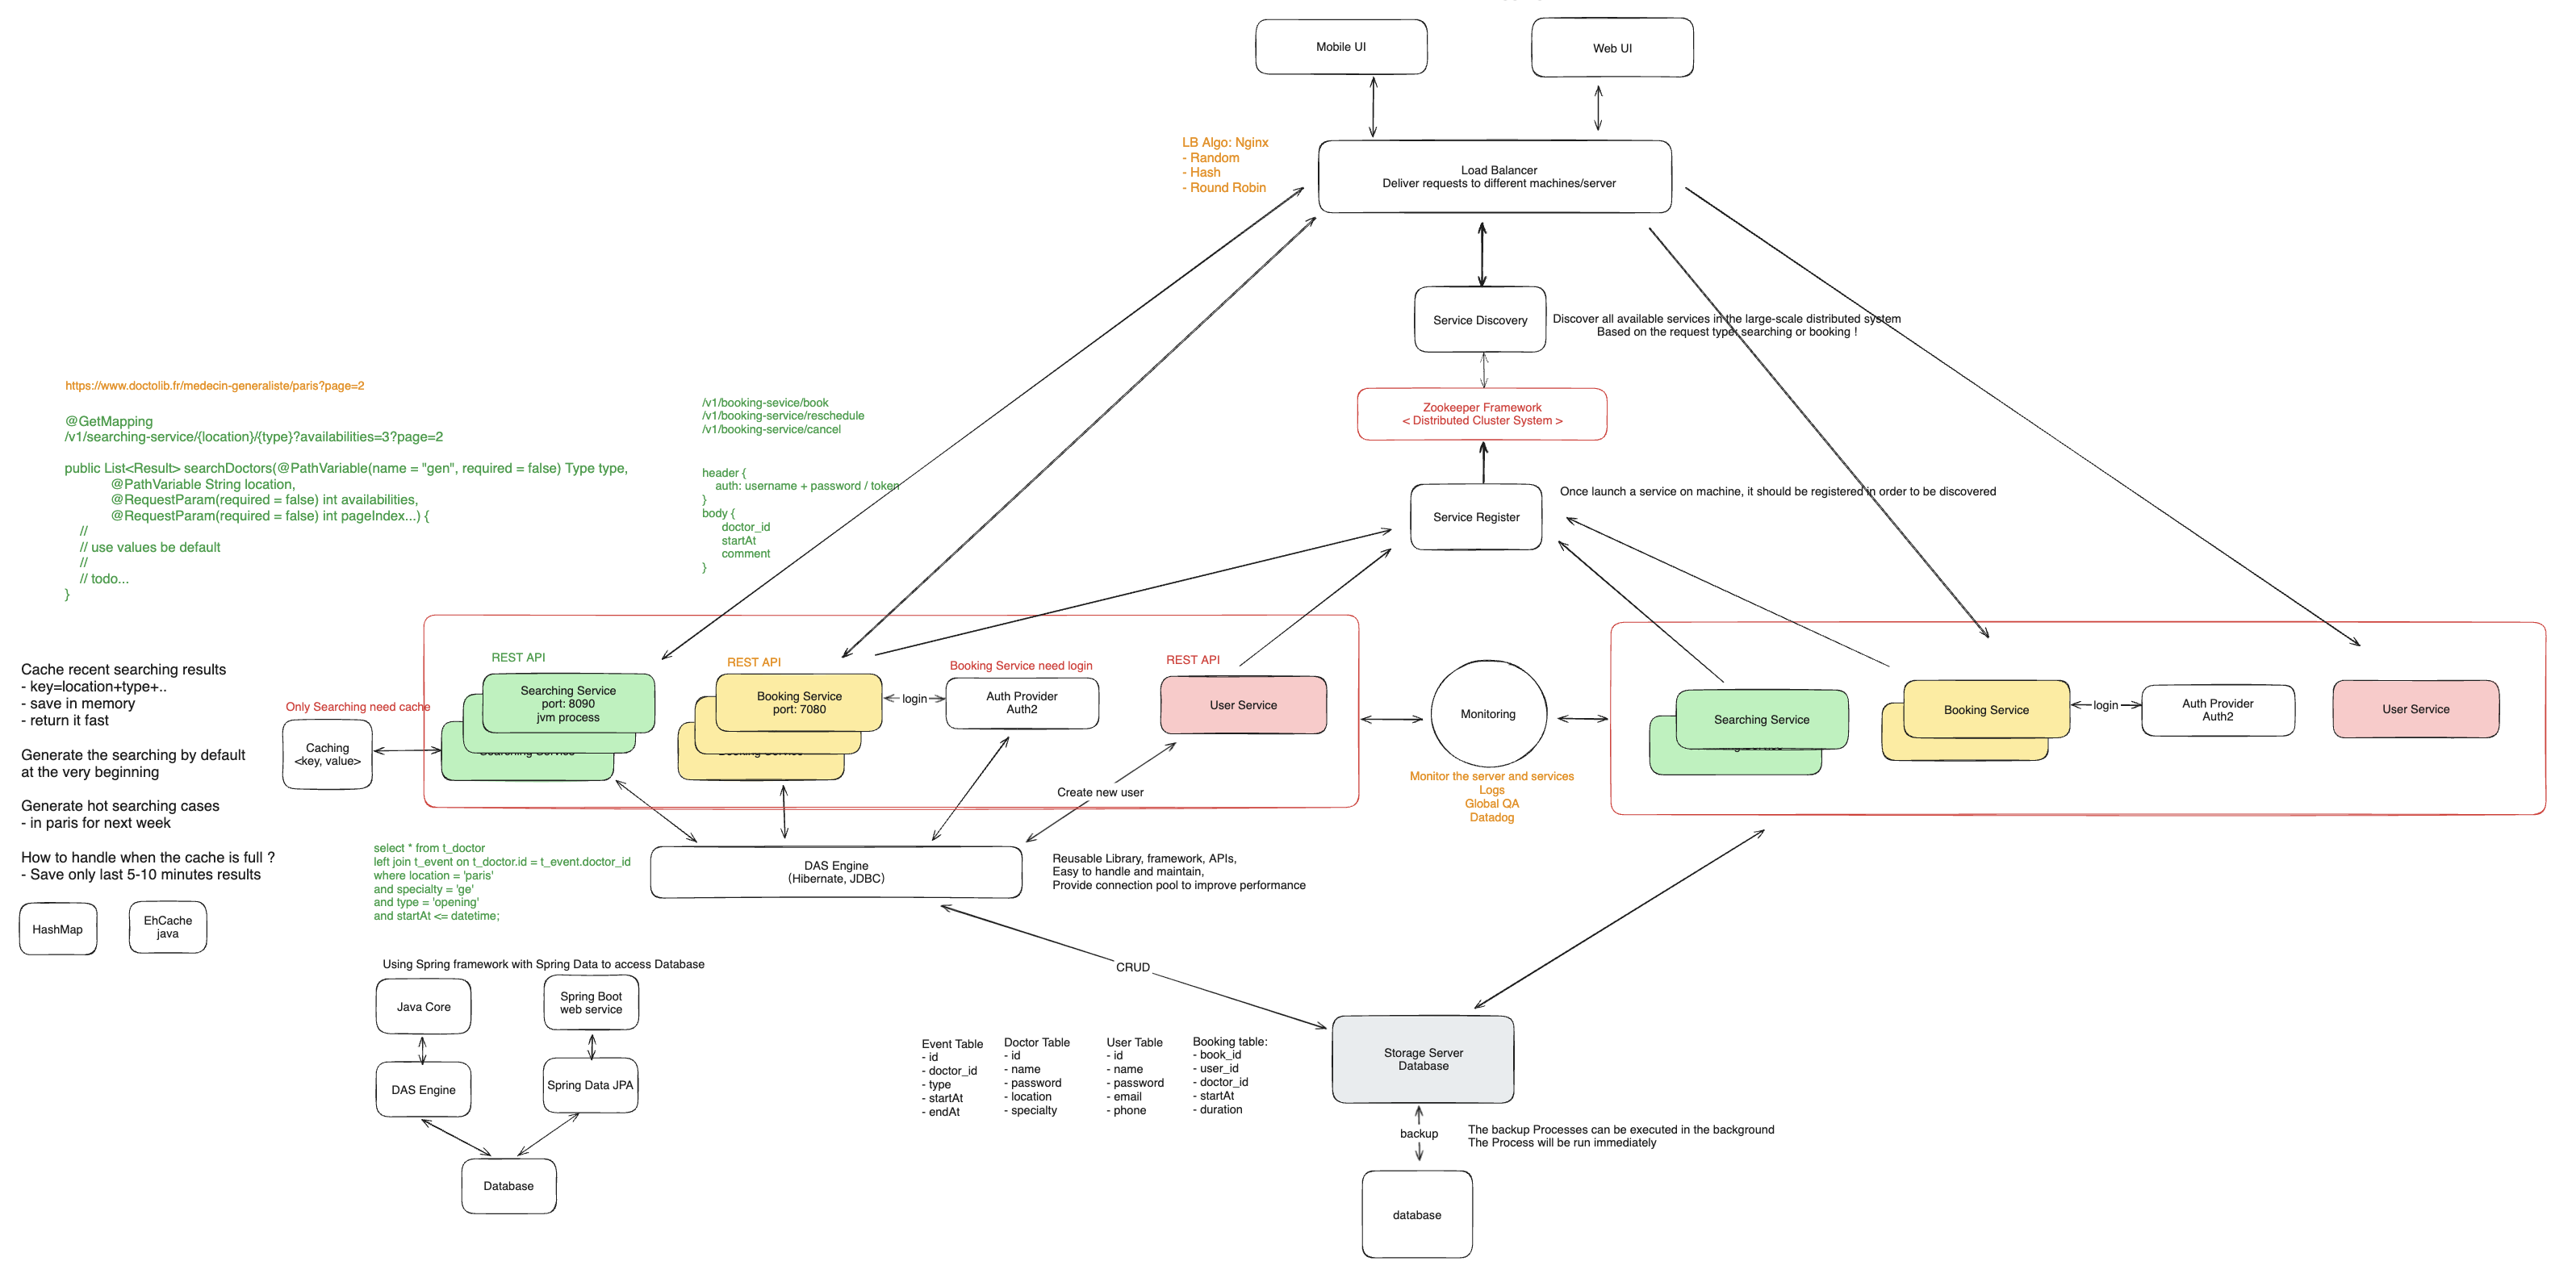 Mobile UI
Web UI
LB Algo: Nginx
- Random
- Hash
- Round Robin
Load Balancer
Deliver requests to different machines/server
Service Discovery
Discover all available services in the large-scale distributed system
Based on the request type: searching or booking !
Zookeeper Framework
< Distributed Cluster System >
Service Register
Once launch a service on machine, it should be registered in order to be discovered
https://www.doctolib.fr/medecin-generaliste/paris?page=2
@GetMapping
/v1/searching-service/{location}/{type}?availabilities=3?page=2
public List<Result> searchDoctors(@PathVariable(name = "gen", required = false) Type type,
@PathVariable String location,
@RequestParam(required = false) int availabilities,
@RequestParam(required = false) int pageIndex...) {
//
// use values be default
//
// todo...
}
/v1/booking-sevice/book
/v1/booking-service/reschedule
/v1/booking-service/cancel
header {
auth: username + password / token
}
body {
doctor_id
startAt
comment
}
Cache recent searching results
- key=location+type+..
- save in memory
- return it fast
Generate the searching by default
at the very beginning
Generate hot searching cases
- in paris for next week
How to handle when the cache is full ?
- Save only last 5-10 minutes results
HashMap
EhCache
java
Only Searching need cache
Caching
<key, value>
REST API
Searching Service
port: 8090
jvm process
REST API
Booking Service
port: 7080
login
Booking Service need login
Auth Provider
Auth2
REST API
User Service
Create new user
Monitoring
Monitor the server and services
Logs
Global QA
Datadog
Searching Service
Booking Service
login
Auth Provider
Auth2
User Service
select * from t_doctor
left join t_event on t_doctor.id = t_event.doctor_id
where location = 'paris'
and specialty = 'ge'
and type = 'opening'
and startAt <= datetime;
DAS Engine
(Hibernate, JDBC)
Reusable Library, framework, APIs,
Easy to handle and maintain,
Provide connection pool to improve performance
CRUD
Using Spring framework with Spring Data to access Database
Java Core
Spring Boot
web service
DAS Engine
Spring Data JPA
Database
Event Table
- id
- doctor_id
- type
- startAt
- endAt
Doctor Table
- id
- name
- password
- location
- specialty
User Table
- id
- name
- password
- email
- phone
Booking table:
- book_id
- user_id
- doctor_id
- startAt
- duration
Storage Server
Database
backup
The backup Processes can be executed in the background
The Process will be run immediately
database